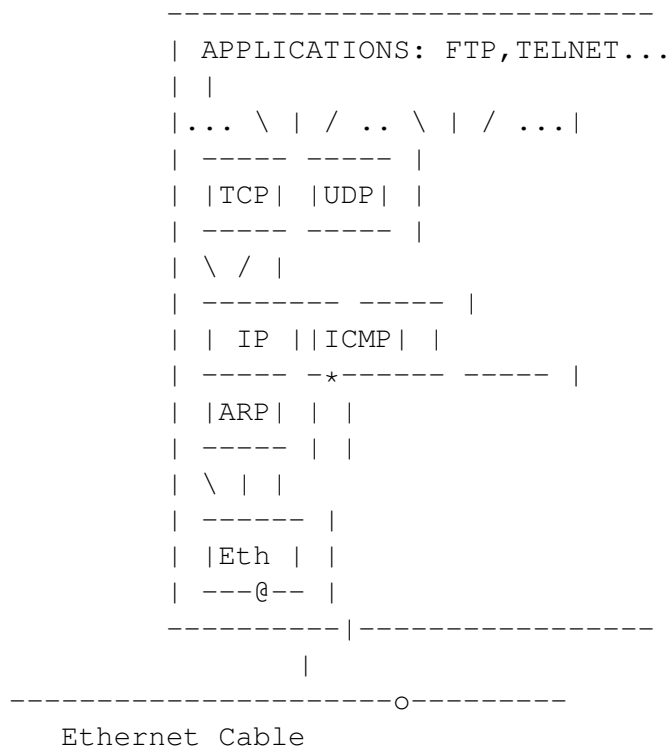 ----------------------------
| APPLICATIONS: FTP,TELNET...
| |
|... \ | / .. \ | / ...|
| ----- ----- |
| |TCP| |UDP| |
| ----- ----- |
| \ / |
| -------- ----- |
| | IP ||ICMP| |
| ----- -*------ ----- |
| |ARP| | |
| ----- | |
| \ | |
| ------ |
| |Eth | |
| ---@-- |
----------|-----------------
|
----------------------o---------
Ethernet Cable